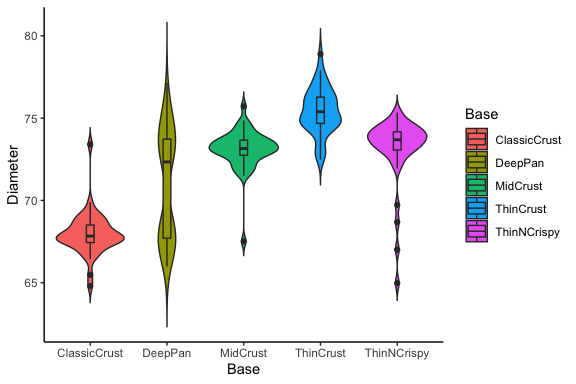 Diameter
80
75
70
65
ClassicCrust DeepPan MidCrust ThinCrust ThinNCrispy
Base
Base
ClassicCrust
DeepPan
MidCrust
ThinCrust
ThinNCrispy